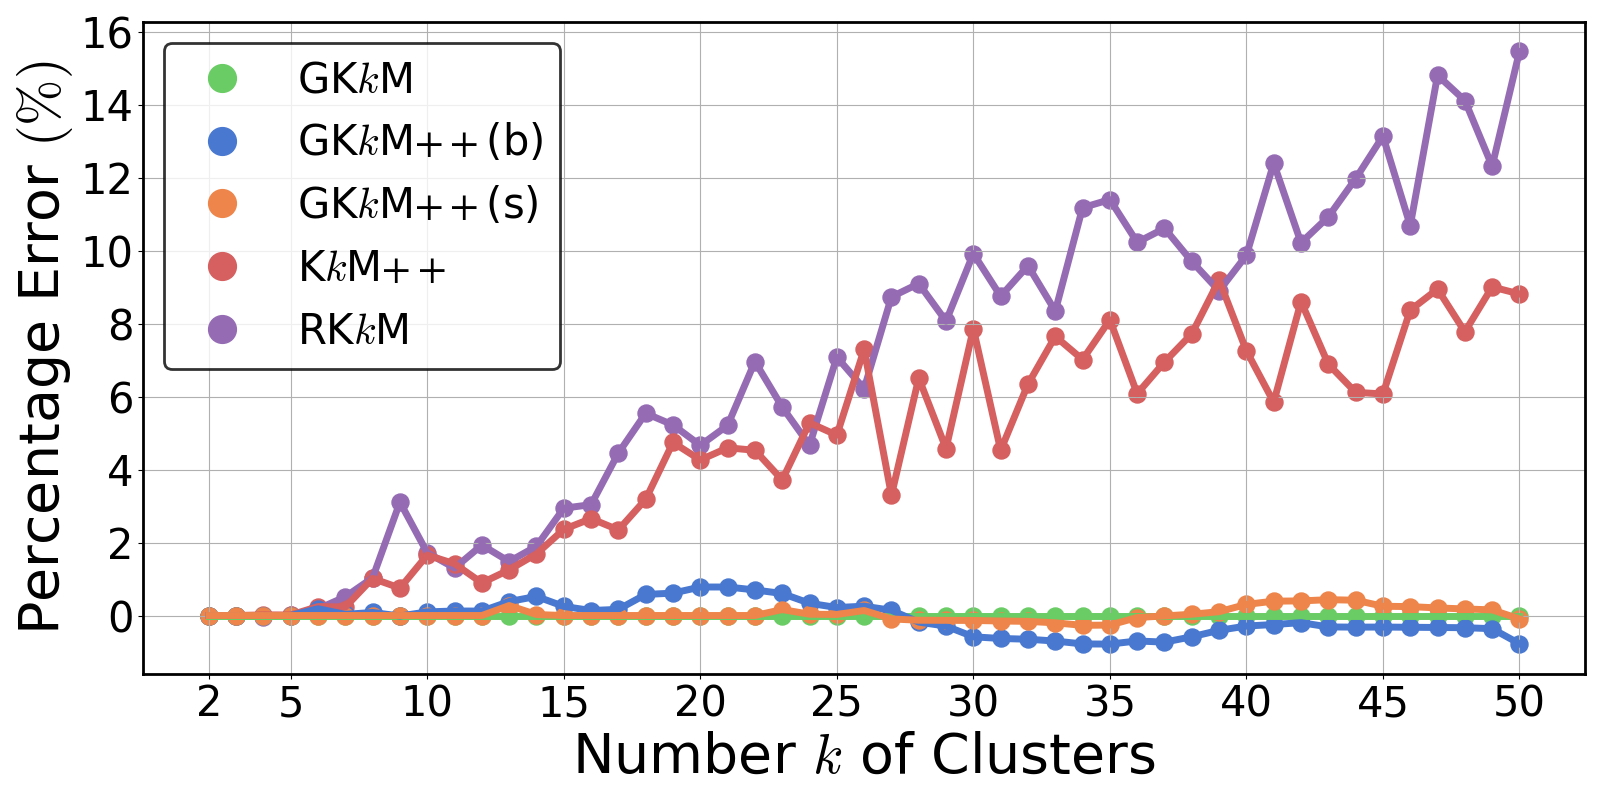 Percentage Error (%)
16
14
12
10
8
6
4
2
0
GKkM
GKkM++(b)
GKkM++(s)
KkM++
RKkM
2 5 10 15 20 25 30 35 40 45 50
Number k of Clusters